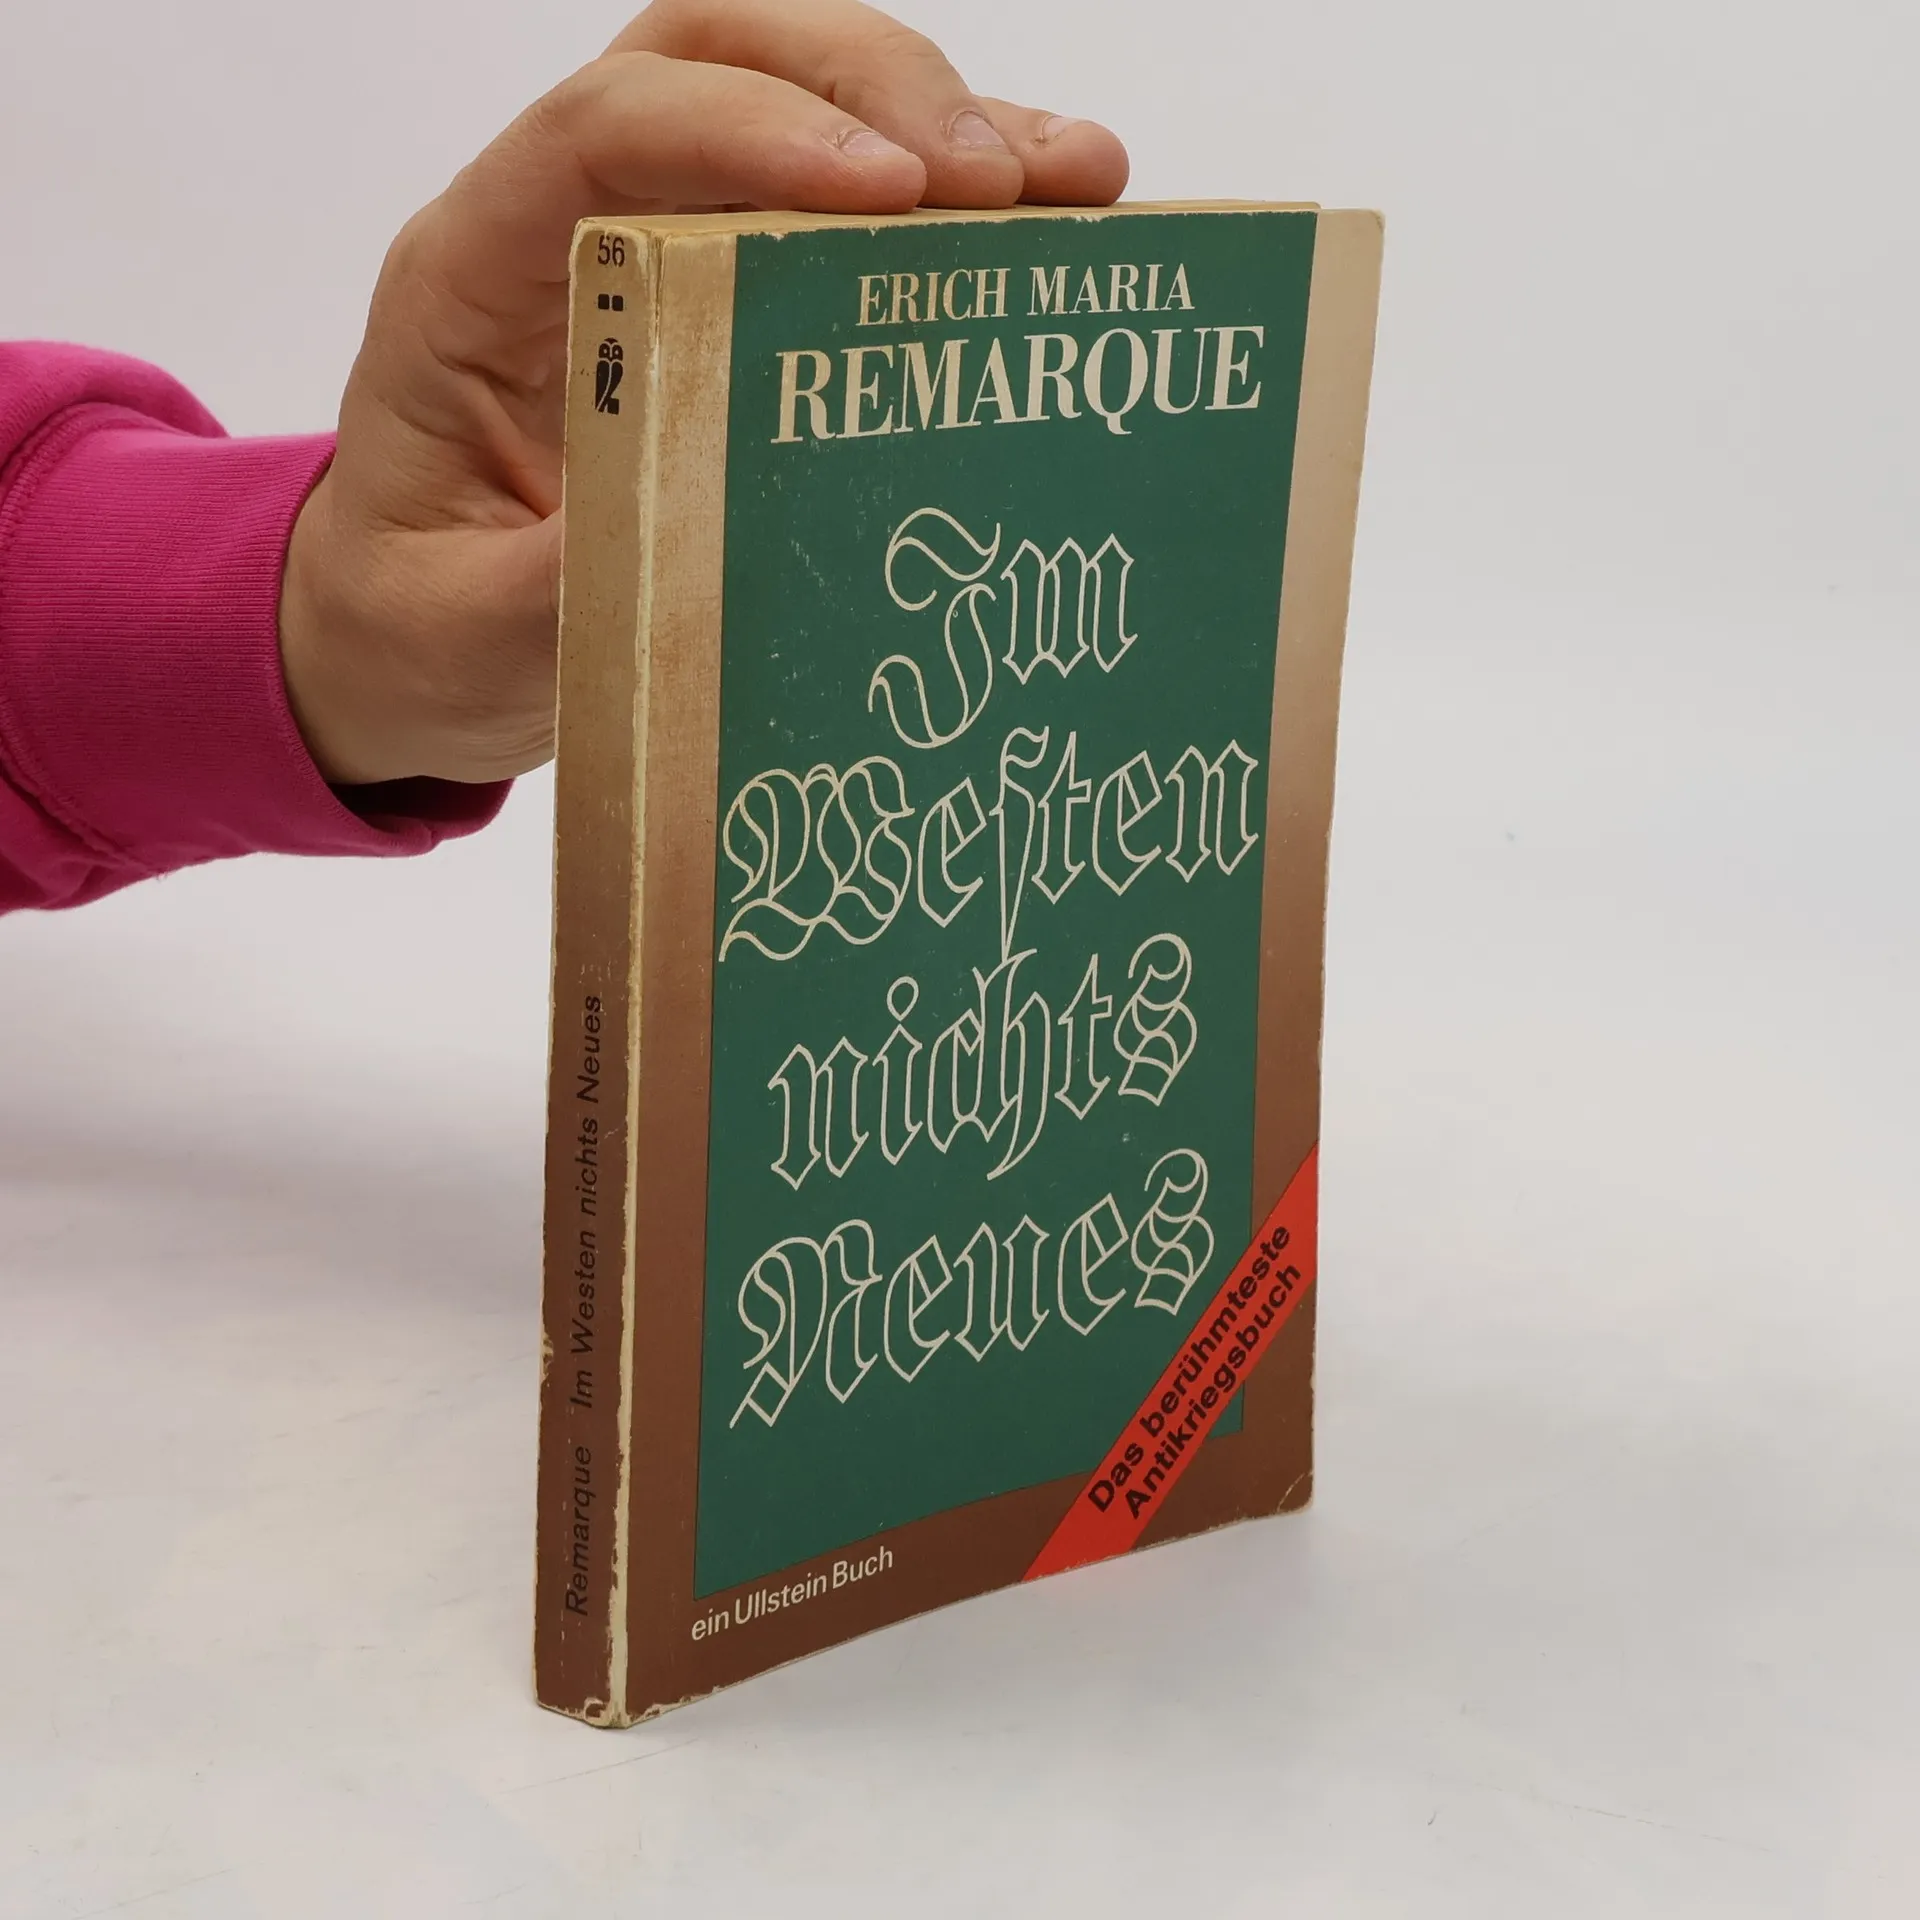 56
Remarque Im Westen nichts Neues
ERICH MARIA
REMARQUE
Im
Weſten
nichts
Neues
Das berühmteste
Antikriegsbuch
ein Ullstein Buch